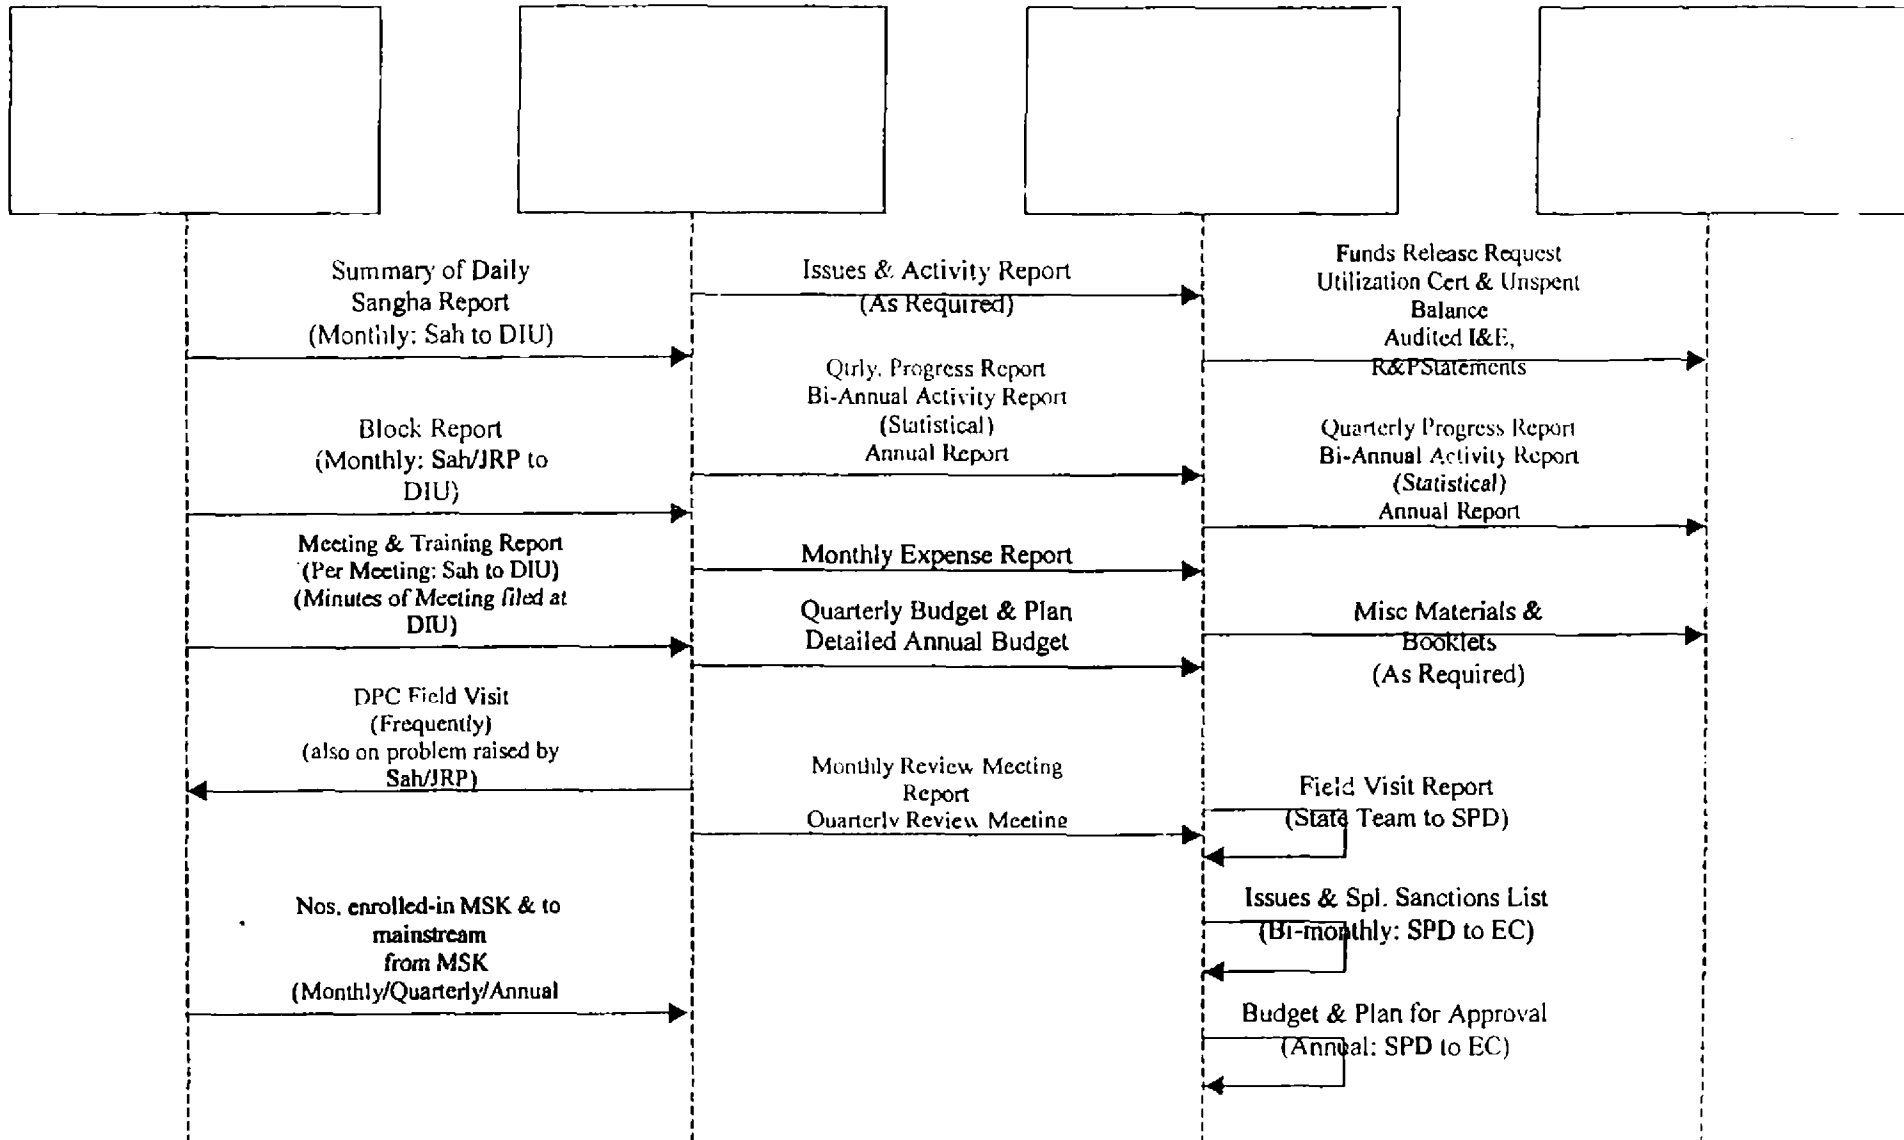 Summary of Daily
Sangha Report
(Monthly: Sah to DIU)
Block Report
(Monthly: Sah/JRP to
DIU)
Meeting & Training Report
(Per Meeting: Sah to DIU)
(Minutes of Meeting filed at
DIU)
DPC Field Visit
(Frequently)
(also on problem raised by
Sah/JRP)
Nos. enrolled-in MSK & to
mainstream
from MSK
(Monthly/Quarterly/Annual
Issues & Activity Report
(As Required)
Qtrly. Progress Report
Bi-Annual Activity Report
(Statistical)
Annual Report
Monthly Expense Report
Quarterly Budget & Plan
Detailed Annual Budget
Monthly Review Meeting
Report
Quarterly Review Meeting
Funds Release Request
Utilization Cert & Unspent
Balance
Audited I&E,
R&PStatements
Quarterly Progress Report
Bi-Annual Activity Report
(Statistical)
Annual Report
Misc Materials &
Booklets
(As Required)
Field Visit Report
(State Team to SPD)
Issues & Spl. Sanctions List
(Bi-monthly: SPD to EC)
Budget & Plan for Approval
(Annual: SPD to EC)